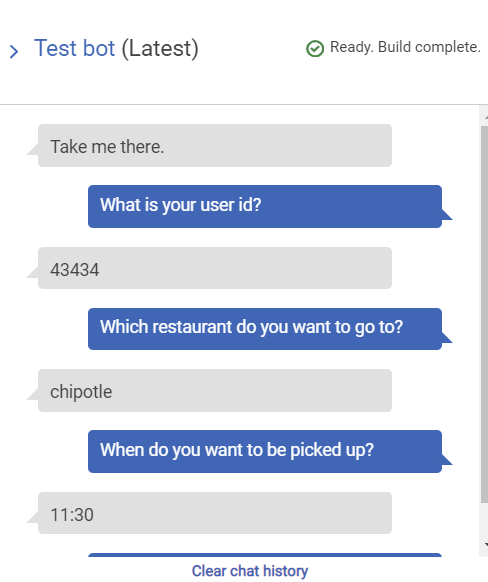 Test bot (Latest)
Ready. Build complete.
Take me there.
What is your user id?
43434
Which restaurant do you want to go to?
chipotle
When do you want to be picked up?
11:30
Clear chat history